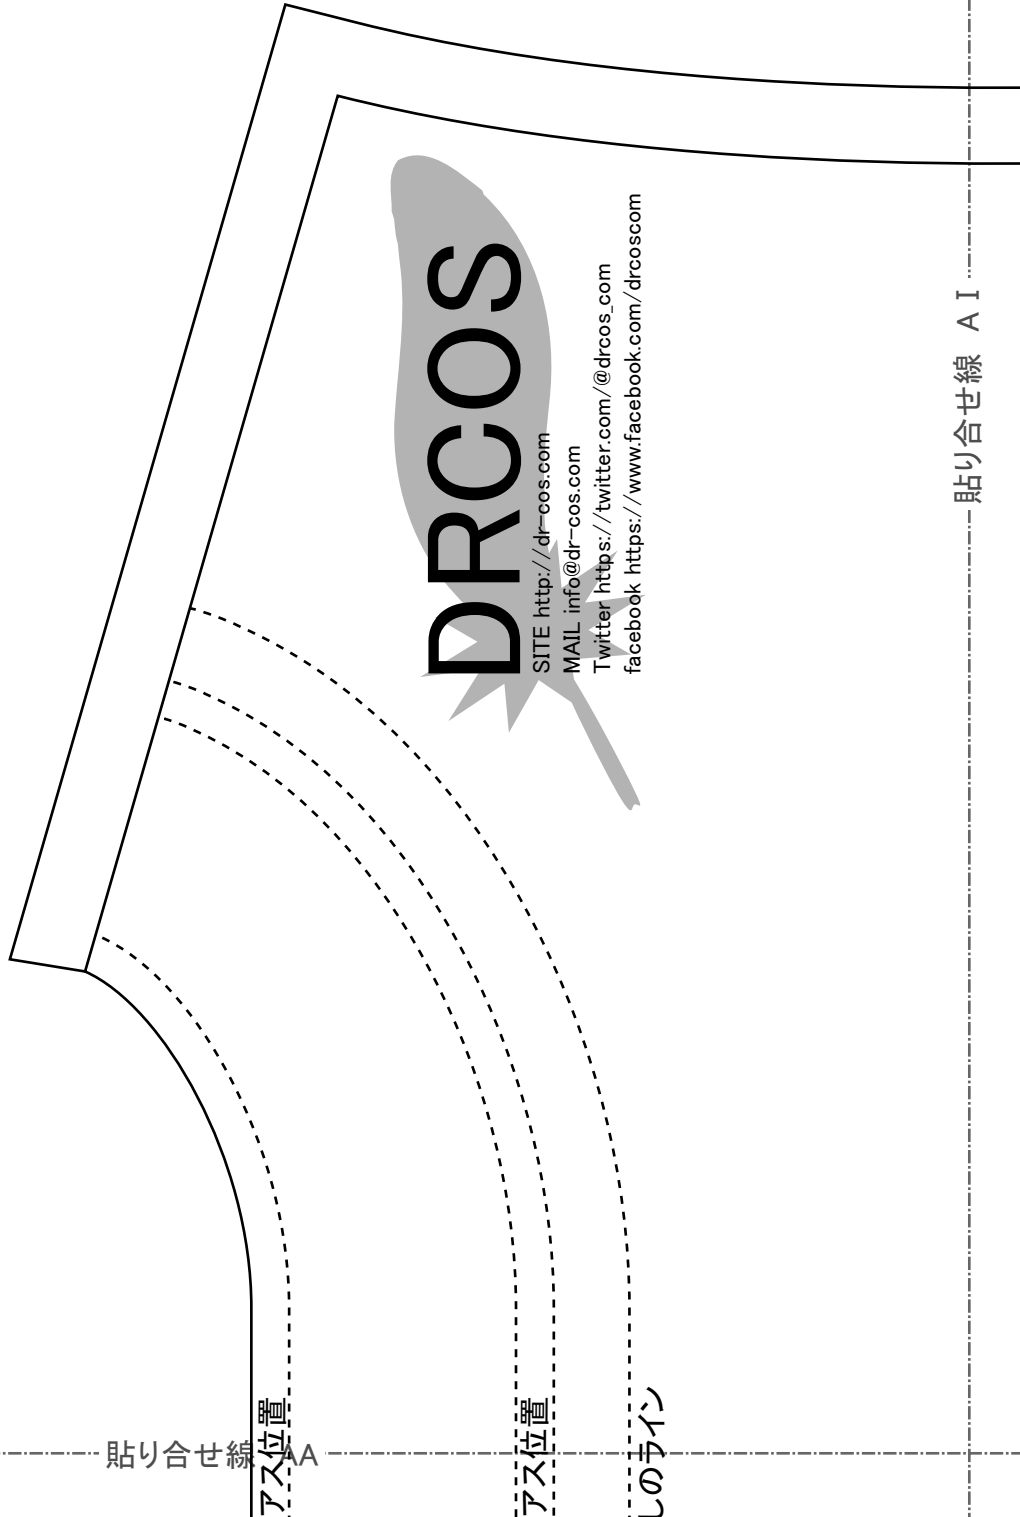 DRCOS
SITE http://dr-cos.com
MAIL info@dr-cos.com
Twitter https://twitter.com/@drcos_com
facebook https://www.facebook.com/drcoscom
貼り合せ線 AI
貼り合せ線 AA
アス位置
アス位置
しのライン